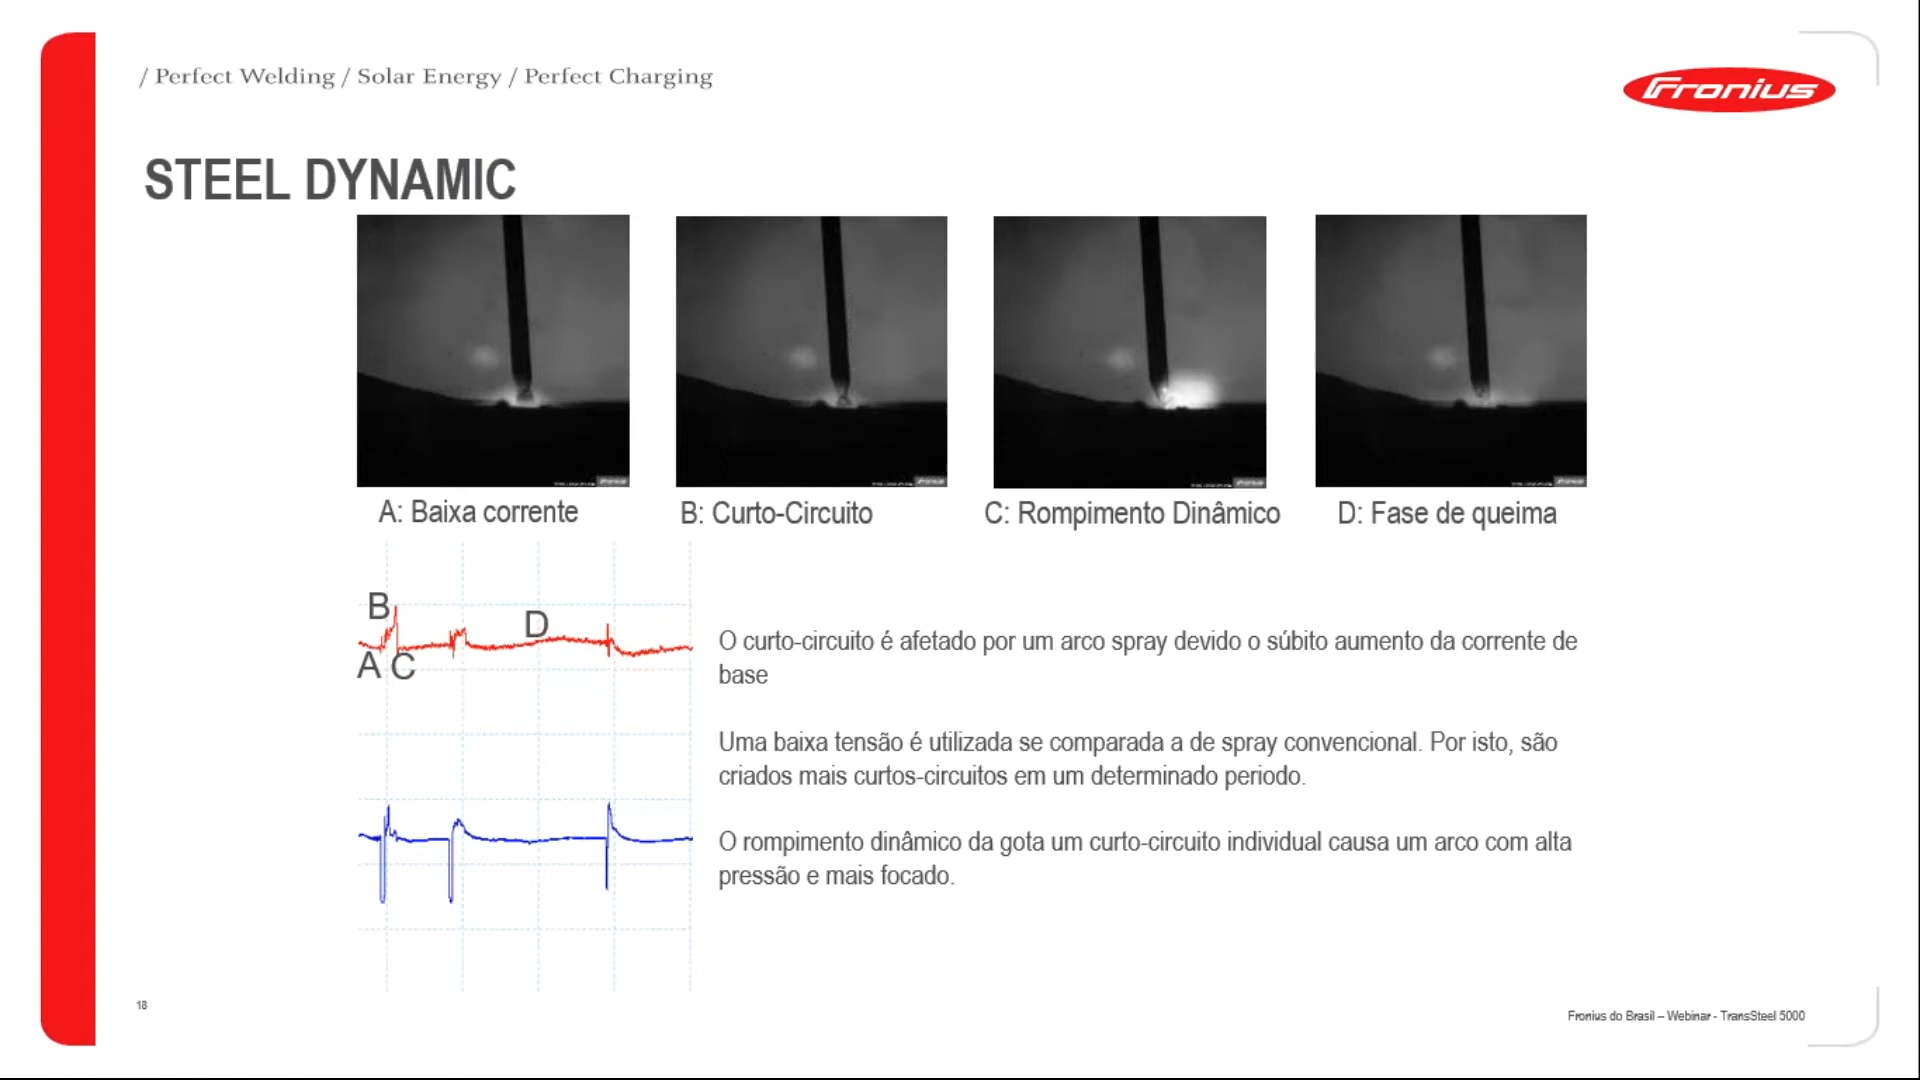 / Perfect Welding / Solar Energy / Perfect Charging
Fronius
STEEL DYNAMIC
A: Baixa corrente
B: Curto-Circuito
C: Rompimento Dinâmico
D: Fase de queima
B
D
A C
O curto-circuito é afetado por um arco spray devido o súbito aumento da corrente de
base
Uma baixa tensão é utilizada se comparada a de spray convencional. Por isto, são
criados mais curtos-circuitos em um determinado periodo.
O rompimento dinâmico da gota um curto-circuito individual causa um arco com alta
pressão e mais focado.
18
Fronius do Brasil – Webinar - TransSteel 5000